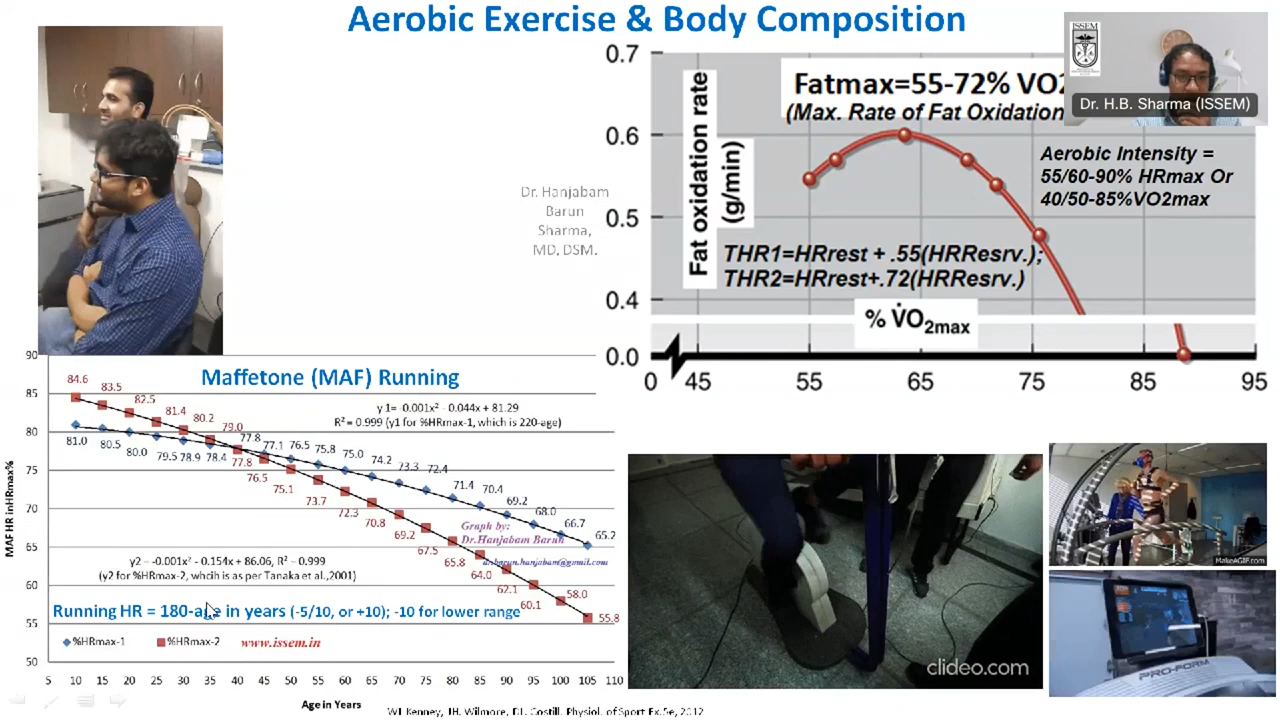 Aerobic Exercise & Body Composition
ISSEM
Dr. H.B. Sharma (ISSEM)
Dr. Hanjabam
Barun
Sharma,
MD, DSM.
Fatmax=55-72% VO2
(Max. Rate of Fat Oxidation
Aerobic Intensity =
55/60-90% HRmax Or
40/50-85%VO2max
THR1=HRrest + .55(HRResrv.);
THR2=HRrest+.72(HRResrv.)
Fat oxidation rate
(g/min)
0.7
0.6
0.5
0.4
0.0
% V̇O2max
0 45 55 65 75 85 95
Maffetone (MAF) Running
y 1= -0.001x² - 0.044x + 81.29
R² = 0.999 (y1 for %HRmax-1, which is 220-age)
90
85
80
75
70
65
60
55
50
MAF HR in HRmax%
84.6 83.5 82.5 81.4 80.2 79.0 77.8 76.5 75.1 73.7 72.3 70.8 69.2 67.5 65.8 64.0 62.1 60.1 58.0 55.8
81.0 80.5 80.0 79.5 78.9 78.4 77.8 77.1 76.5 75.8 75.0 74.2 73.3 72.4 71.4 70.4 69.2 68.0 66.7 65.2
Graph by:
Dr.Hanjabam Barun
drbarun.hanjabam@gmail.com
y2 = -0.001x² - 0.154x + 86.06, R² = 0.999
(y2 for %HRmax-2, whcih is as per Tanaka et al.,2001)
Running HR = 180-age in years (-5/10, or +10); -10 for lower range
%HRmax-1 %HRmax-2 www.issem.in
5 10 15 20 25 30 35 40 45 50 55 60 65 70 75 80 85 90 95 100 105 110
Age in Years
clideo.com
MakeAGIF.com
PRO-FORM
WL Kenney, JH. Wilmore, DL. Costill. Physiol. of Sport Ex.5e, 2012